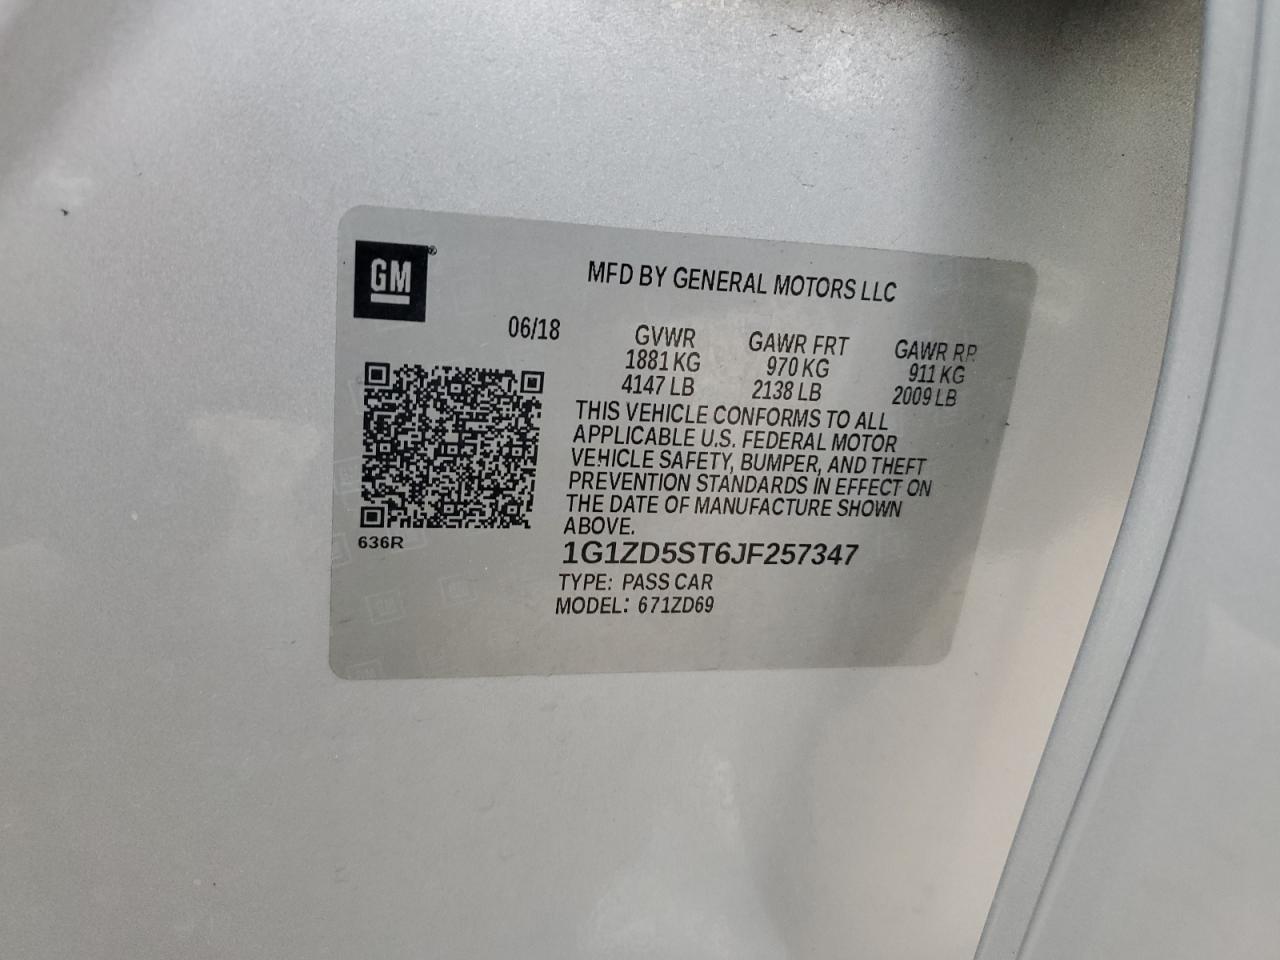 GM®
MFD BY GENERAL MOTORS LLC
06/18 GVWR GAWR FRT GAWR RR
1881 KG 970 KG 911 KG
4147 LB 2138 LB 2009 LB
THIS VEHICLE CONFORMS TO ALL
APPLICABLE U.S. FEDERAL MOTOR
VEHICLE SAFETY, BUMPER, AND THEFT
PREVENTION STANDARDS IN EFFECT ON
THE DATE OF MANUFACTURE SHOWN
ABOVE.
636R
1G1ZD5ST6JF257347
TYPE: PASS CAR
MODEL: 671ZD69